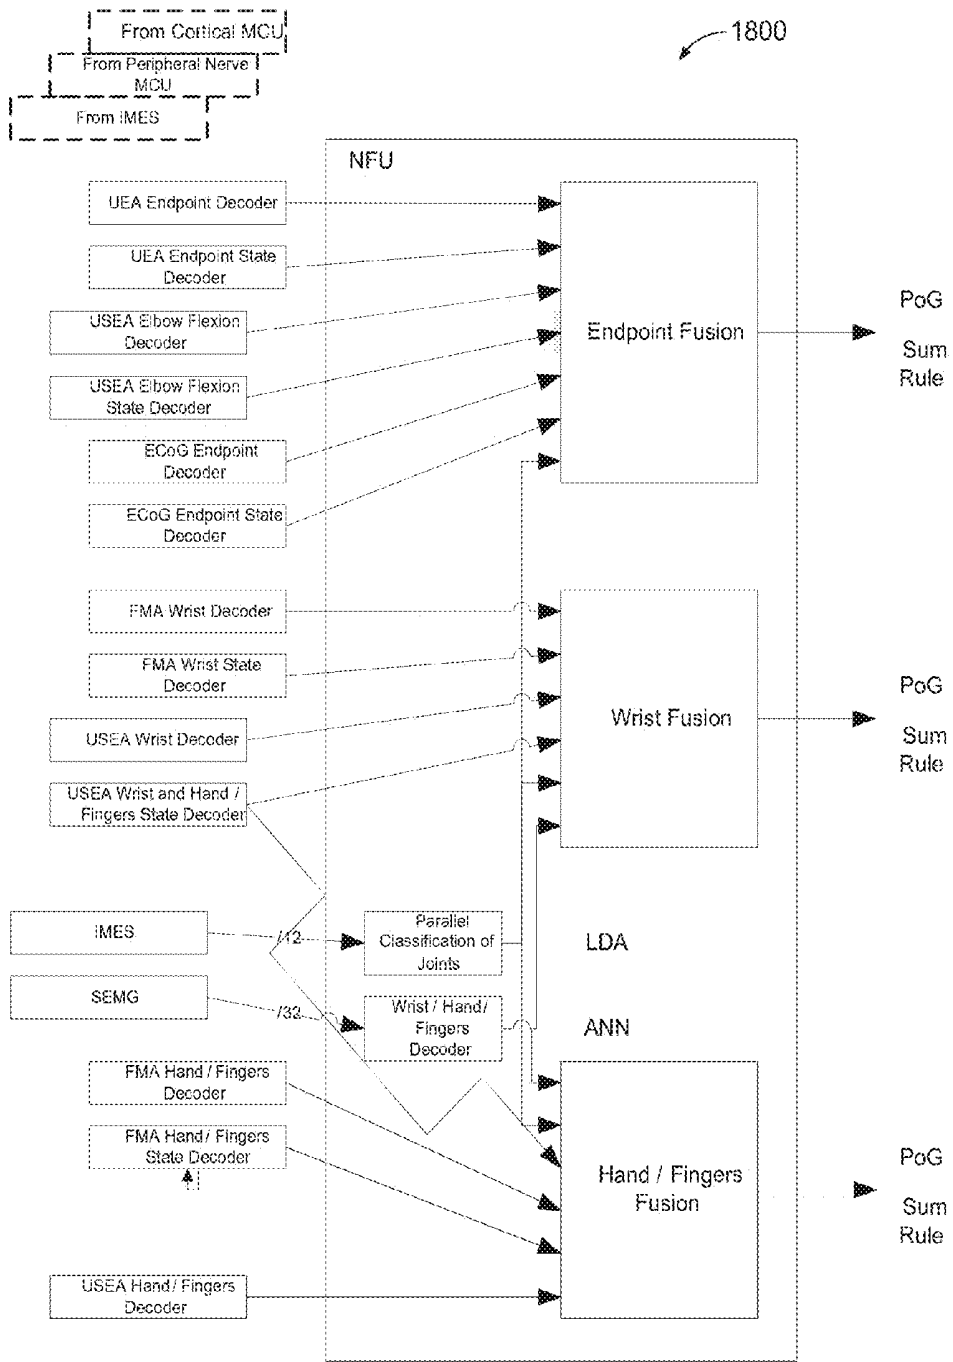 From Cortical MCU
From Peripheral Nerve
MCU
From IMES
1800
NFU
UEA Endpoint Decoder
UEA Endpoint State
Decoder
USEA Elbow Flexion
Decoder
USEA Elbow Flexion
State Decoder
ECoG Endpoint
Decoder
ECoG Endpoint State
Decoder
Endpoint Fusion
PoG
Sum
Rule
FMA Wrist Decoder
FMA Wrist State
Decoder
USEA Wrist Decoder
USEA Wrist and Hand /
Fingers State Decoder
Wrist Fusion
PoG
Sum
Rule
IMES
/12
Parallel
Classification of
Joints
LDA
SEMG
/32
Wrist / Hand /
Fingers
Decoder
ANN
FMA Hand / Fingers
Decoder
FMA Hand / Fingers
State Decoder
USEA Hand / Fingers
Decoder
Hand / Fingers
Fusion
PoG
Sum
Rule